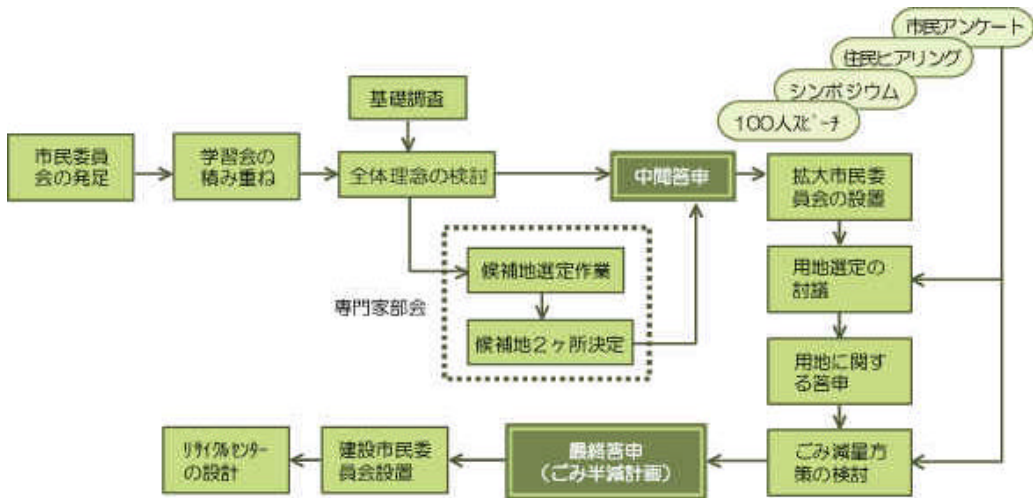 市民アンケート
住民ヒアリング
シンポジウム
100人スピーチ
基礎調査
市民委員
会の発足
学習会の
積み重ね
全体理念の検討
中間答申
拡大市民委
員会の設置
候補地選定作業
用地選定の
討議
専門家部会
候補地2ヶ所決定
用地に関す
る答申
リサイクルセンター
の設計
建設市民委
員会設置
最終答申
(ごみ半減計画)
ごみ減量方
策の検討